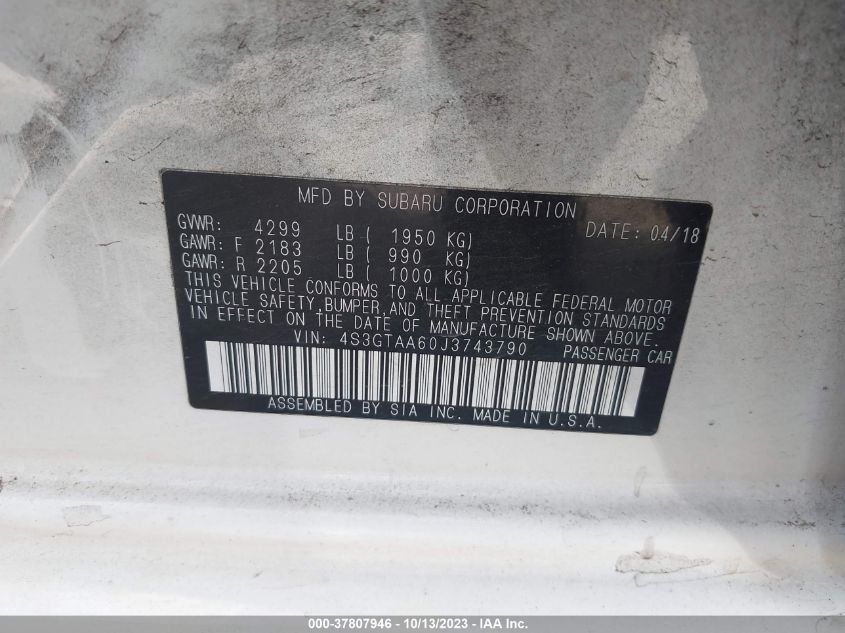 MFD BY SUBARU CORPORATION
GVWR: 4299 LB ( 1950 KG) DATE: 04/18
GAWR: F 2183 LB ( 990 KG)
GAWR: R 2205 LB ( 1000 KG)
THIS VEHICLE CONFORMS TO ALL APPLICABLE FEDERAL MOTOR
VEHICLE SAFETY, BUMPER, AND THEFT PREVENTION STANDARDS
IN EFFECT ON THE DATE OF MANUFACTURE SHOWN ABOVE.
VIN: 4S3GTAA60J3743790 PASSENGER CAR
ASSEMBLED BY SIA INC. MADE IN U.S.A.
000-37807946 - 10/13/2023 - IAA Inc.